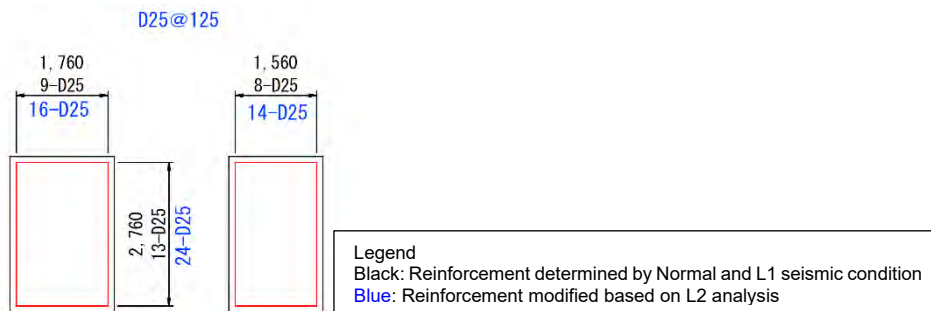 D25@125
1,760
9-D25
16-D25
1,560
8-D25
14-D25
2,760
13-D25
24-D25
Legend
Black: Reinforcement determined by Normal and L1 seismic condition
Blue: Reinforcement modified based on L2 analysis